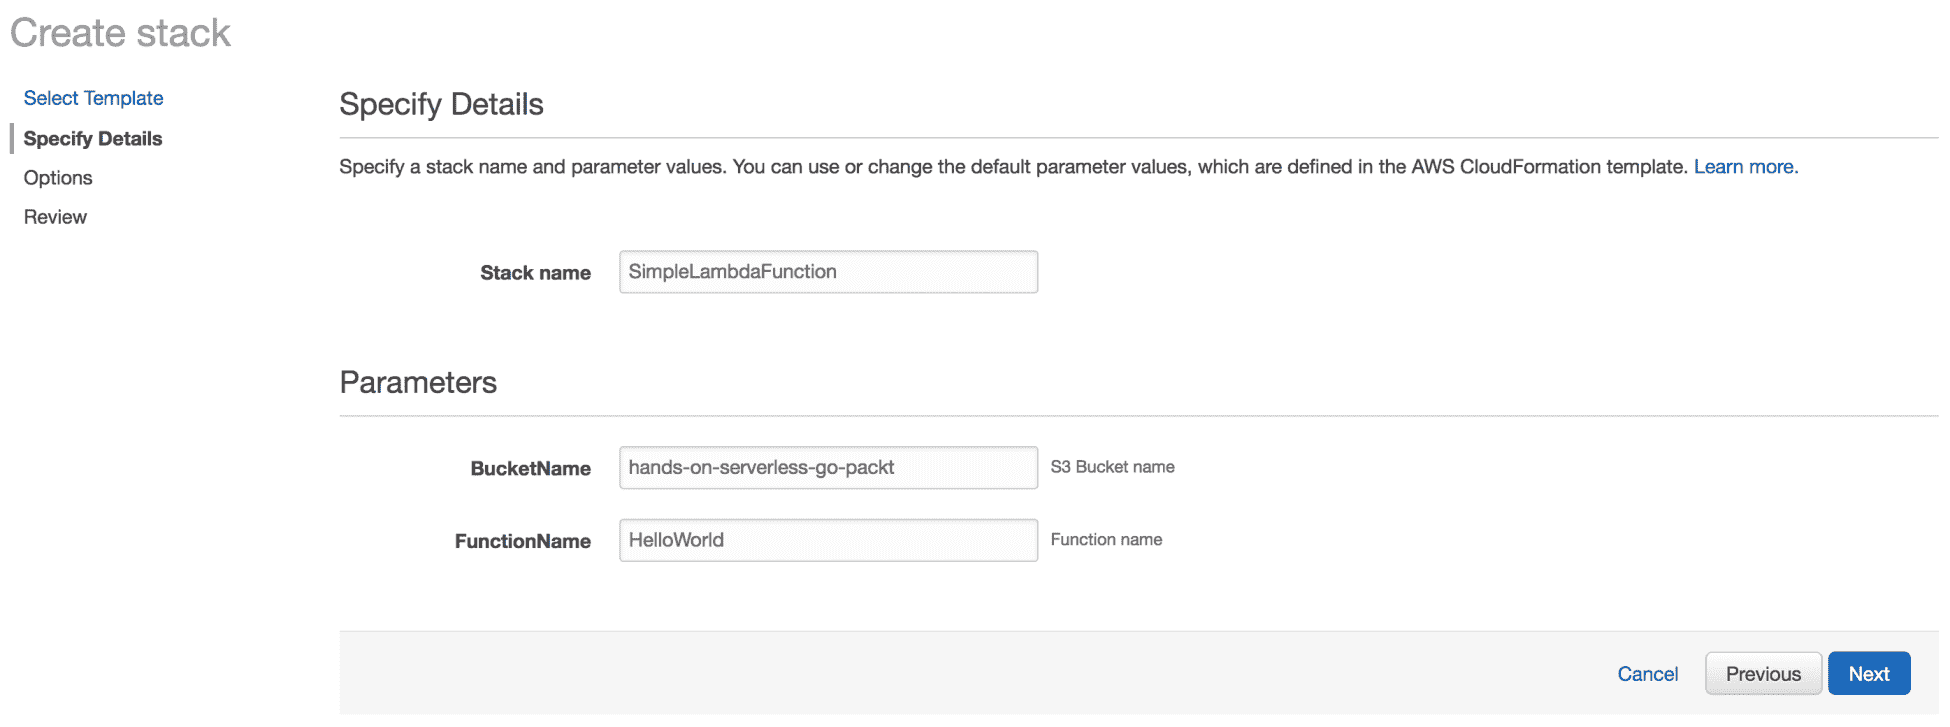 Create stack
Select Template
Specify Details
Options
Review
Specify Details
Specify a stack name and parameter values. You can use or change the default parameter values, which are defined in the AWS CloudFormation template. Learn more.
Stack name
SimpleLambdaFunction
Parameters
BucketName
hands-on-serverless-go-packt
S3 Bucket name
FunctionName
HelloWorld
Function name
Cancel
Previous
Next